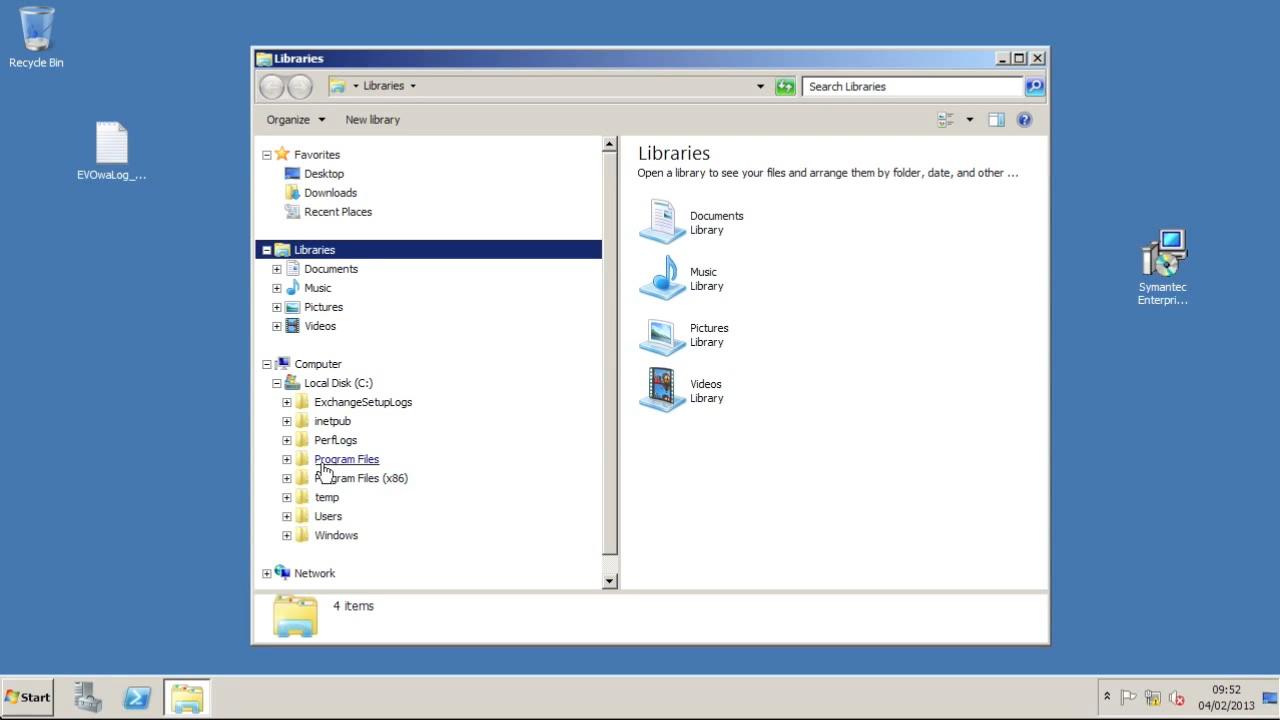 Recycle Bin
EVOwaLog_...
Libraries
Libraries
Search Libraries
Organize
New library
Favorites
Desktop
Downloads
Recent Places
Libraries
Documents
Music
Pictures
Videos
Computer
Local Disk (C:)
ExchangeSetupLogs
inetpub
PerfLogs
Program Files
Program Files (x86)
temp
Users
Windows
Network
Libraries
Open a library to see your files and arrange them by folder, date, and other ...
Documents
Library
Music
Library
Pictures
Library
Videos
Library
4 items
Symantec
Enterpri...
Start
09:52
04/02/2013